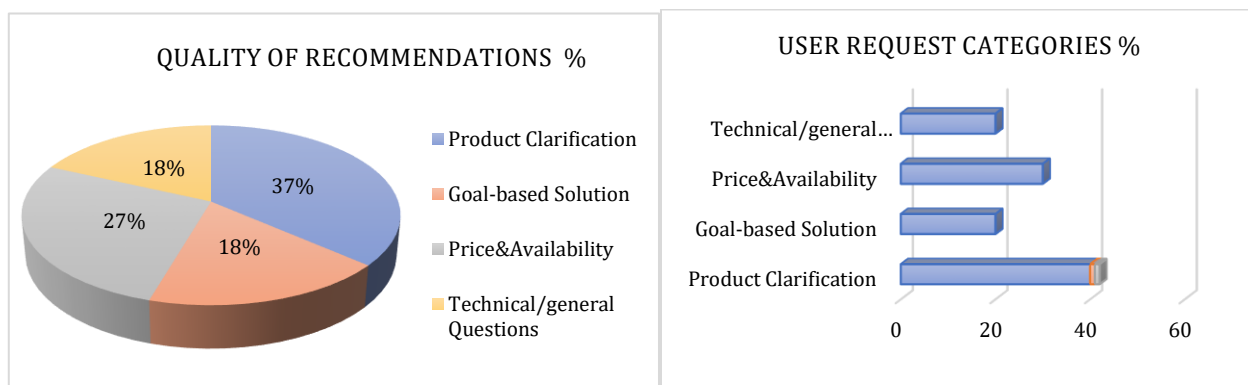 QUALITY OF RECOMMENDATIONS %
18%
37%
27%
18%
Product Clarification
Goal-based Solution
Price&Availability
Technical/general
Questions
USER REQUEST CATEGORIES %
Technical/general...
Price&Availability
Goal-based Solution
Product Clarification
0 20 40 60